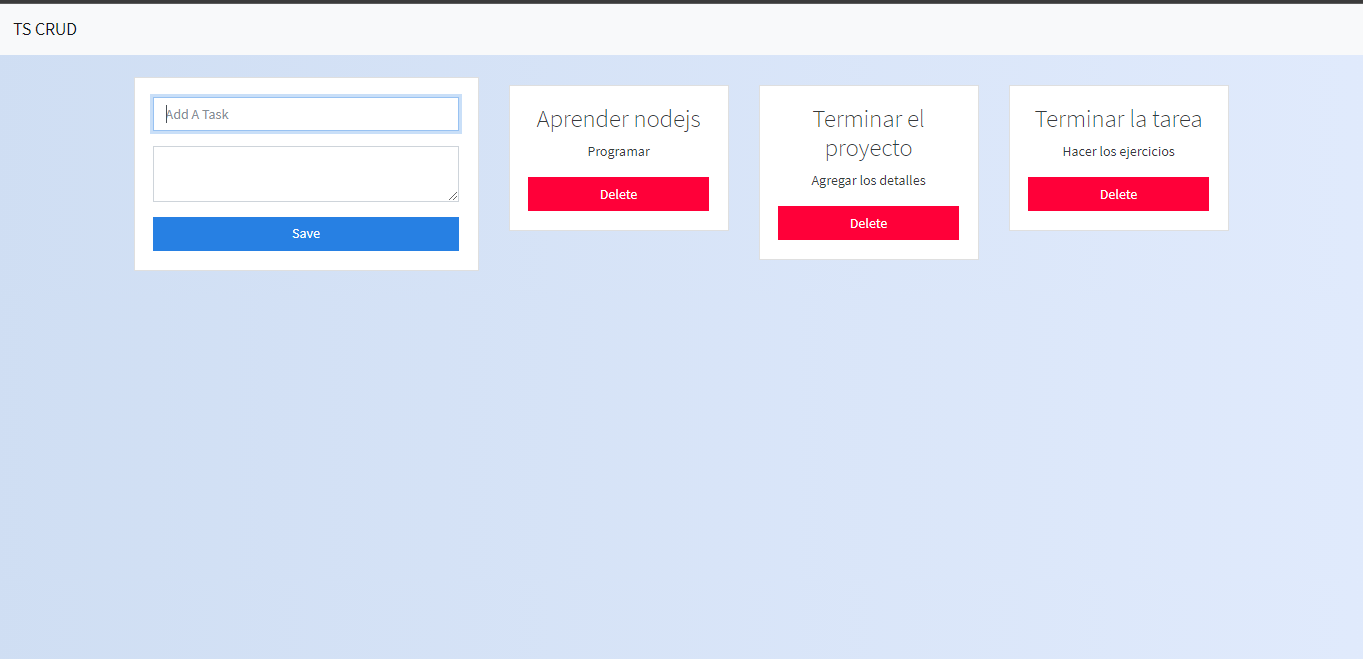 TS CRUD
Add A Task
Save
Aprender nodejs
Programar
Delete
Terminar el
proyecto
Agregar los detalles
Delete
Terminar la tarea
Hacer los ejercicios
Delete